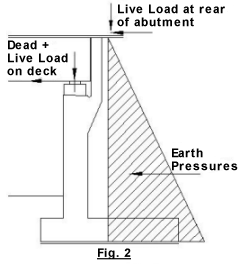 Live Load at rear
of abutment
Dead +
Live Load
on deck
Earth
Pressures
Fig. 2